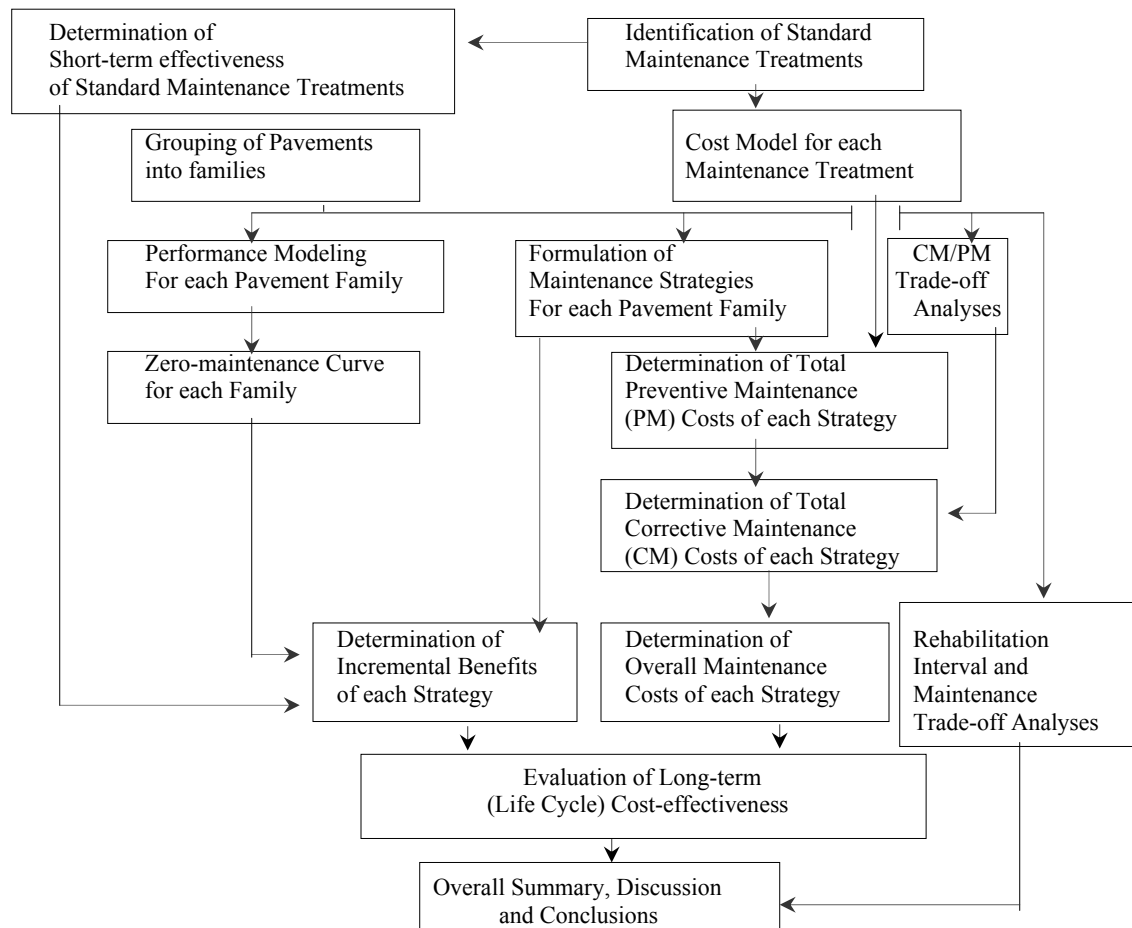 Determination of
Short-term effectiveness
of Standard Maintenance Treatments
Identification of Standard
Maintenance Treatments
Grouping of Pavements
into families
Cost Model for each
Maintenance Treatment
Performance Modeling
For each Pavement Family
Formulation of
Maintenance Strategies
For each Pavement Family
CM/PM
Trade-off
Analyses
Zero-maintenance Curve
for each Family
Determination of Total
Preventive Maintenance
(PM) Costs of each Strategy
Determination of Total
Corrective Maintenance
(CM) Costs of each Strategy
Determination of
Incremental Benefits
of each Strategy
Determination of
Overall Maintenance
Costs of each Strategy
Rehabilitation
Interval and
Maintenance
Trade-off Analyses
Evaluation of Long-term
(Life Cycle) Cost-effectiveness
Overall Summary, Discussion
and Conclusions